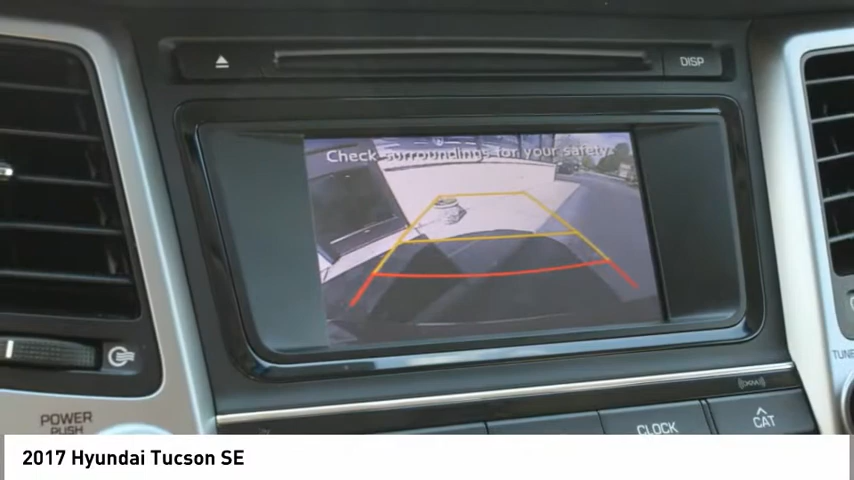 DISP
Check surroundings for your safety.
TUNE
POWER
PUSH
CLOCK
CAT
2017 Hyundai Tucson SE